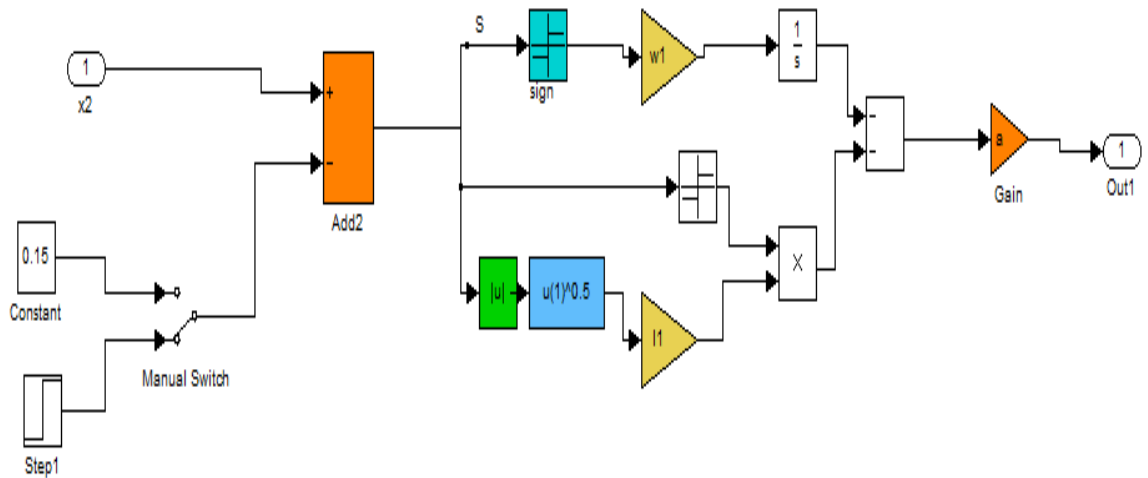 S
1
x2
+
−
Add2
sign
w1
1
s
−
−
a
Gain
1
Out1
0.15
Constant
Manual Switch
Step1
|u|
u(1)^0.5
l1
×